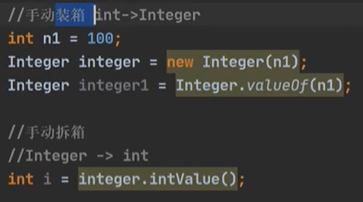 //手动装箱 int->Integer
int n1 = 100;
Integer integer = new Integer(n1);
Integer integer1 = Integer.valueOf(n1);
//手动拆箱
//Integer -> int
int i = integer.intValue();